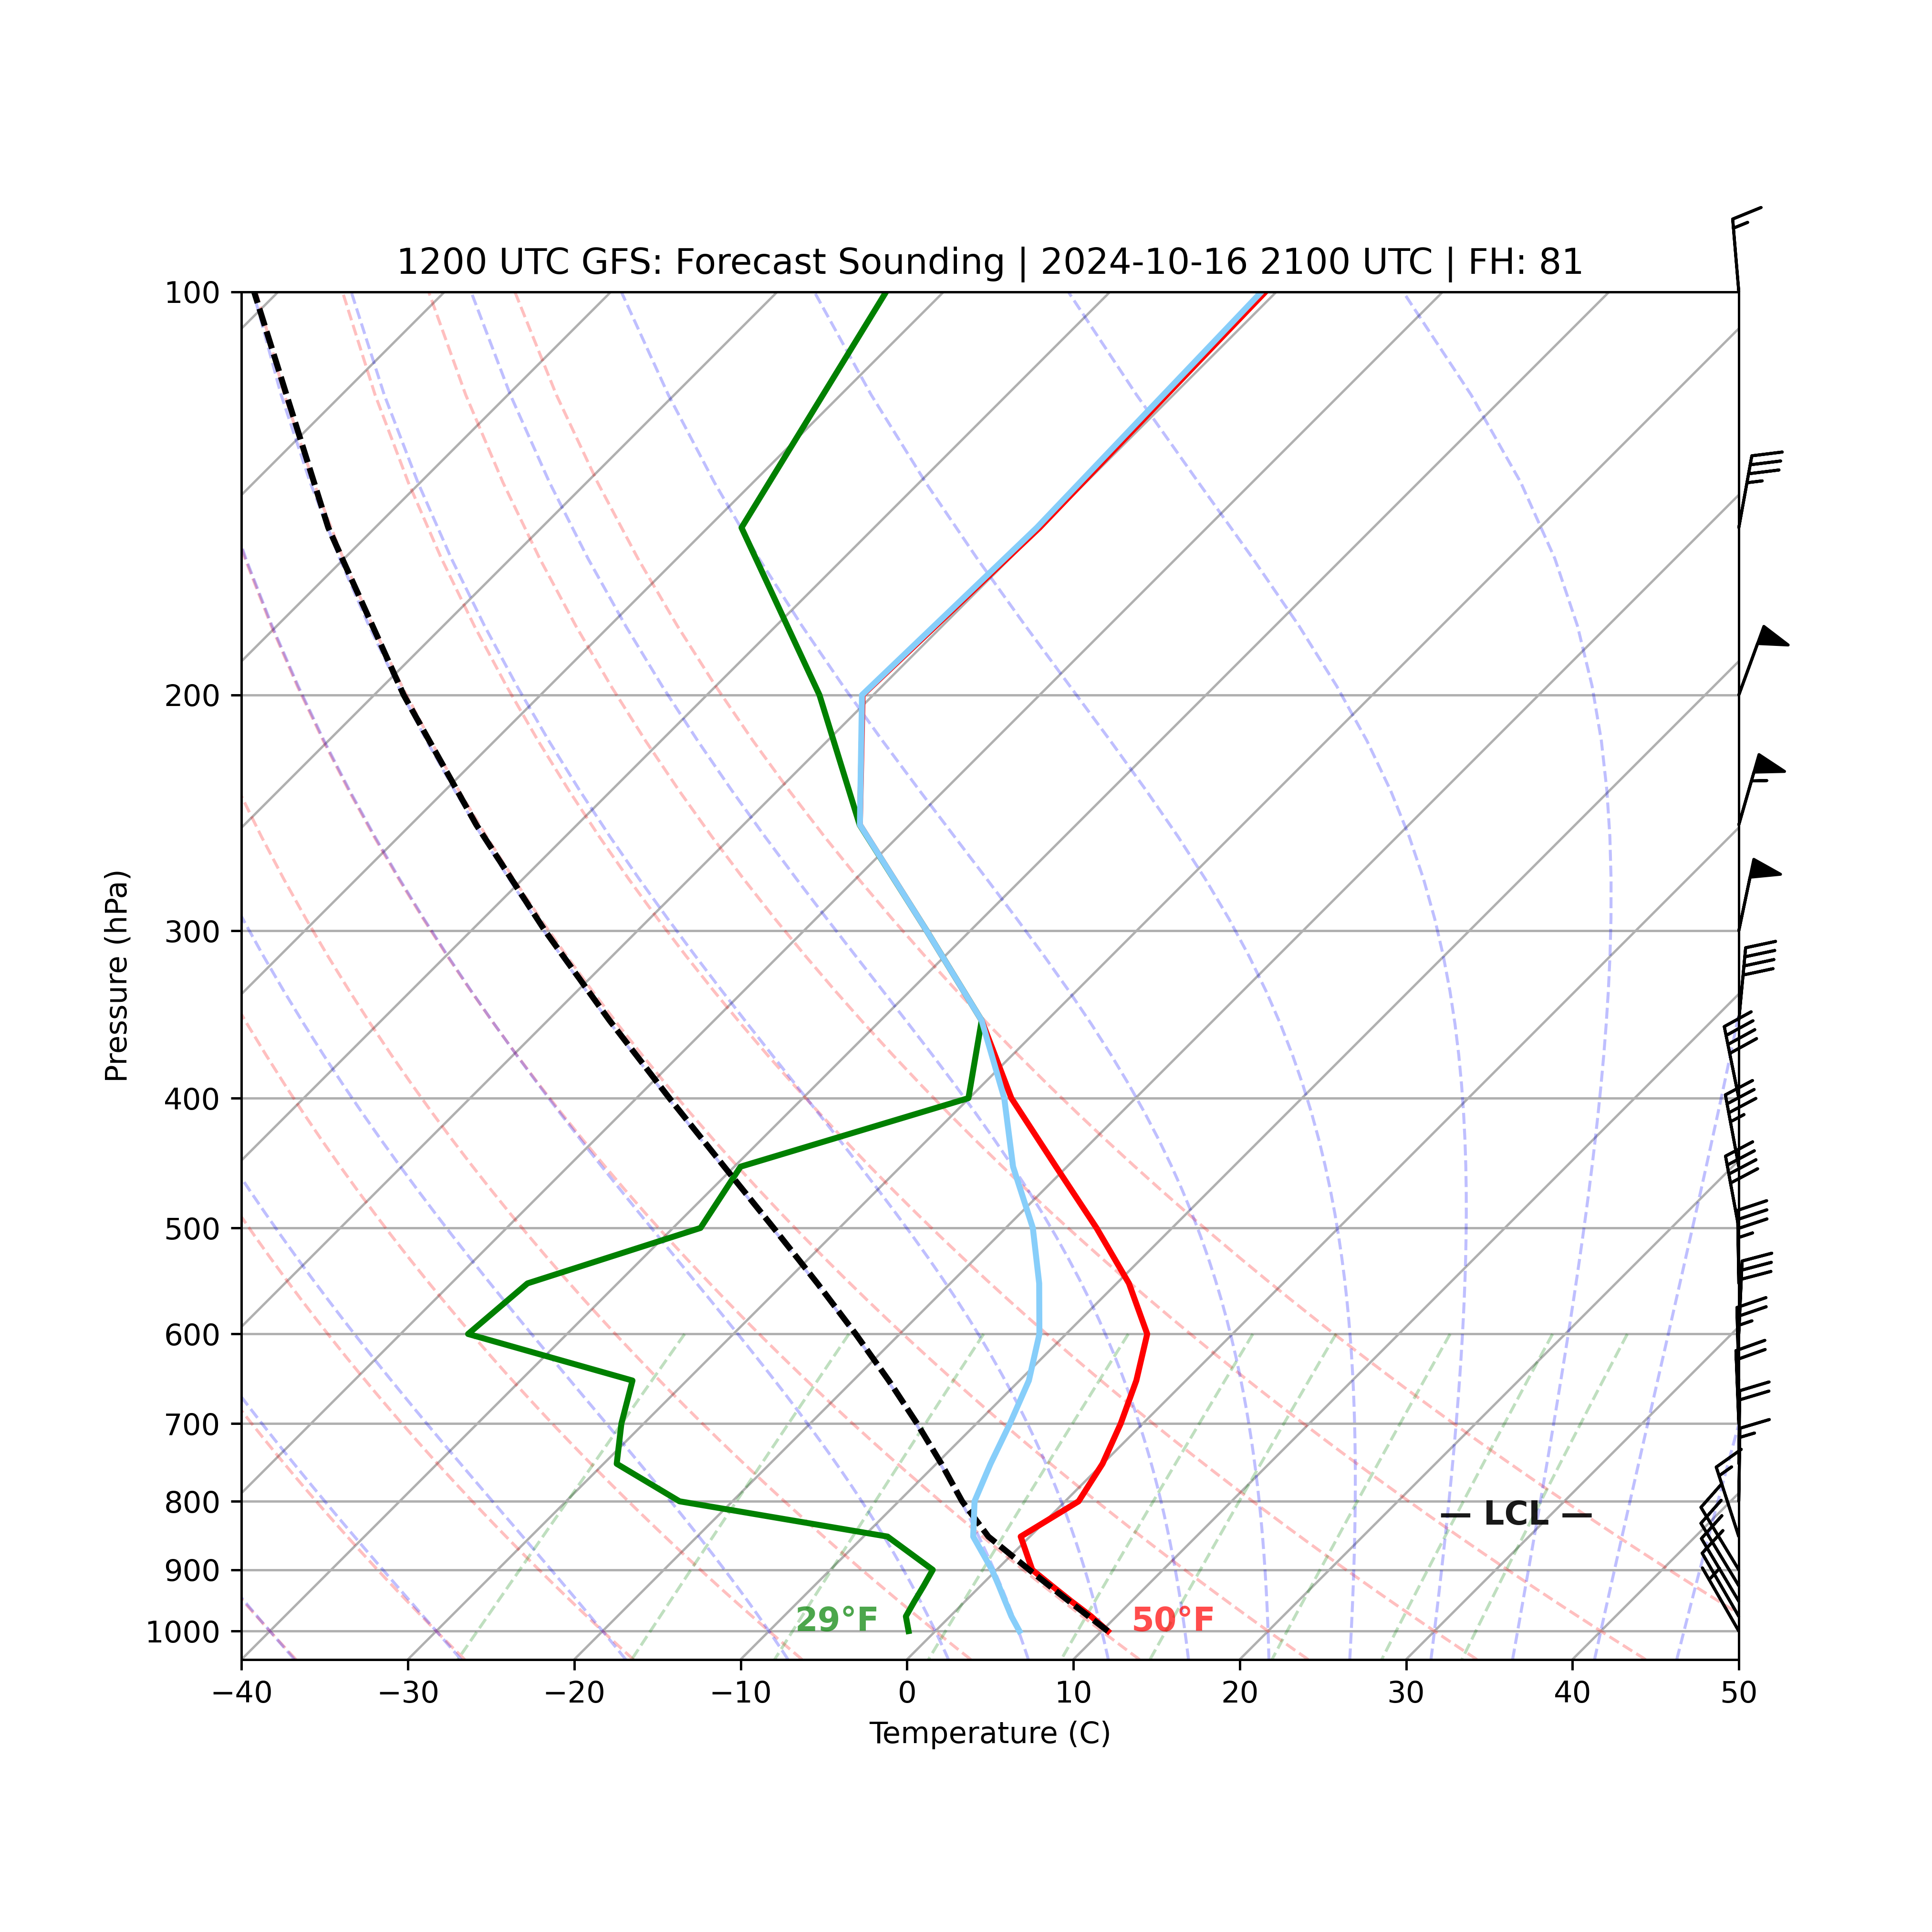 1200 UTC GFS: Forecast Sounding | 2024-10-16 2100 UTC | FH: 81
100
200
300
400
500
600
700
800
900
1000
Pressure (hPa)
— LCL —
29°F
50°F
−40 −30 −20 −10 0 10 20 30 40 50
Temperature (C)